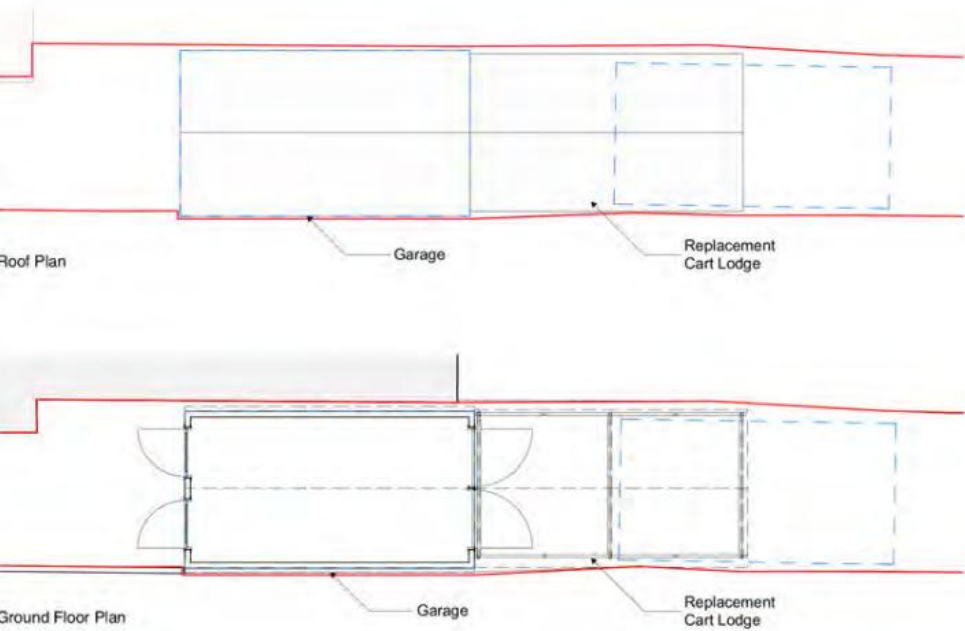 Garage
Replacement
Cart Lodge
Roof Plan
Garage
Replacement
Cart Lodge
Ground Floor Plan